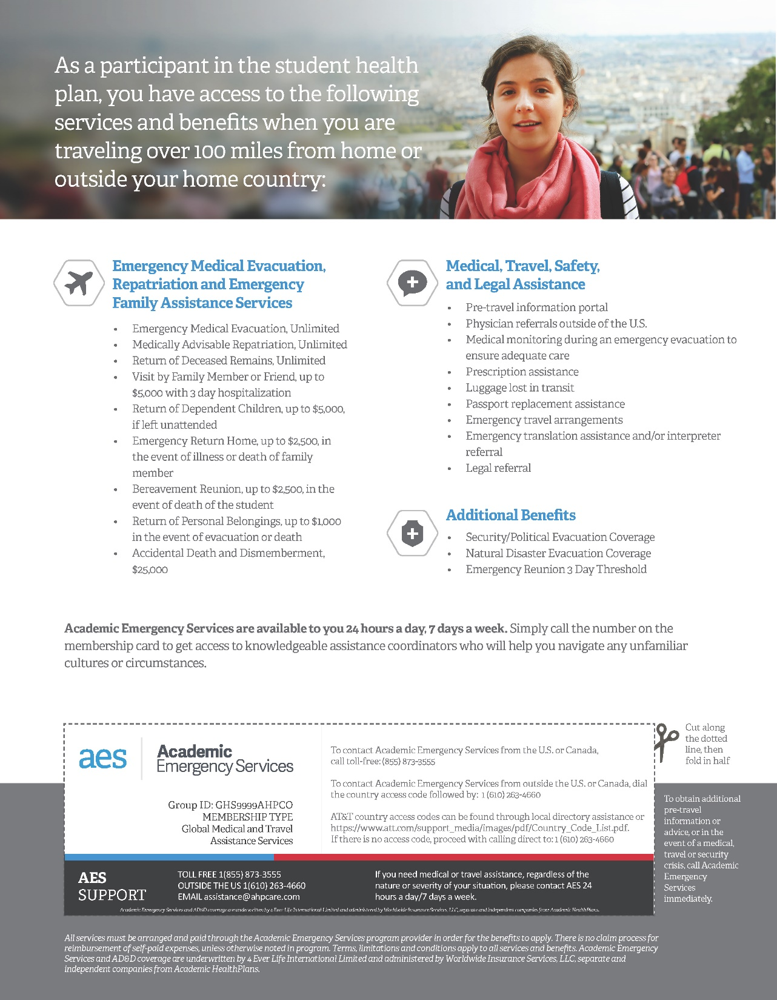 As a participant in the student health
plan, you have access to the following
services and benefits when you are
traveling over 100 miles from home or
outside your home country:
Emergency Medical Evacuation,
Repatriation and Emergency
Family Assistance Services
• Emergency Medical Evacuation, Unlimited
• Medically Advisable Repatriation, Unlimited
• Return of Deceased Remains, Unlimited
• Visit by Family Member or Friend, up to
$5,000 with 3 day hospitalization
• Return of Dependent Children, up to $5,000,
if left unattended
• Emergency Return Home, up to $2,500, in
the event of illness or death of family
member
• Bereavement Reunion, up to $2,500, in the
event of death of the student
• Return of Personal Belongings, up to $1,000
in the event of evacuation or death
• Accidental Death and Dismemberment,
$25,000
Medical, Travel, Safety,
and Legal Assistance
• Pre-travel information portal
• Physician referrals outside of the U.S.
• Medical monitoring during an emergency evacuation to
ensure adequate care
• Prescription assistance
• Luggage lost in transit
• Passport replacement assistance
• Emergency travel arrangements
• Emergency translation assistance and/or interpreter
referral
• Legal referral
Additional Benefits
• Security/Political Evacuation Coverage
• Natural Disaster Evacuation Coverage
• Emergency Reunion 3 Day Threshold
Academic Emergency Services are available to you 24 hours a day, 7 days a week. Simply call the number on the
membership card to get access to knowledgeable assistance coordinators who will help you navigate any unfamiliar
cultures or circumstances.
aes
Academic
Emergency Services
Group ID: GHS9999AHPCO
MEMBERSHIP TYPE
Global Medical and Travel
Assistance Services
To contact Academic Emergency Services from the U.S. or Canada,
call toll-free: (855) 873-3555
To contact Academic Emergency Services from outside the U.S. or Canada, dial
the country access code followed by: 1 (610) 263-4660
AT&T country access codes can be found through local directory assistance or
https://www.att.com/support_media/images/pdf/Country_Code_List.pdf.
If there is no access code, proceed with calling direct to: 1 (610) 263-4660
Cut along
the dotted
line, then
fold in half
AES
SUPPORT
TOLL FREE 1(855) 873-3555
OUTSIDE THE US 1(610) 263-4660
EMAIL assistance@ahpcare.com
If you need medical or travel assistance, regardless of the
nature or severity of your situation, please contact AES 24
hours a day/7 days a week.
Academic Emergency Services and AD&D coverage are underwritten by 4 Ever Life International Limited and administered by Worldwide Insurance Services, LLC, separate and independent companies from Academic HealthPlans.
To obtain additional
pre-travel
information or
advice, or in the
event of a medical,
travel or security
crisis, call Academic
Emergency
Services
immediately.
All services must be arranged and paid through the Academic Emergency Services program provider in order for the benefits to apply. There is no claim process for
reimbursement of self-paid expenses, unless otherwise noted in program. Terms, limitations and conditions apply to all services and benefits. Academic Emergency
Services and AD&D coverage are underwritten by 4 Ever Life International Limited and administered by Worldwide Insurance Services, LLC, separate and
independent companies from Academic HealthPlans.